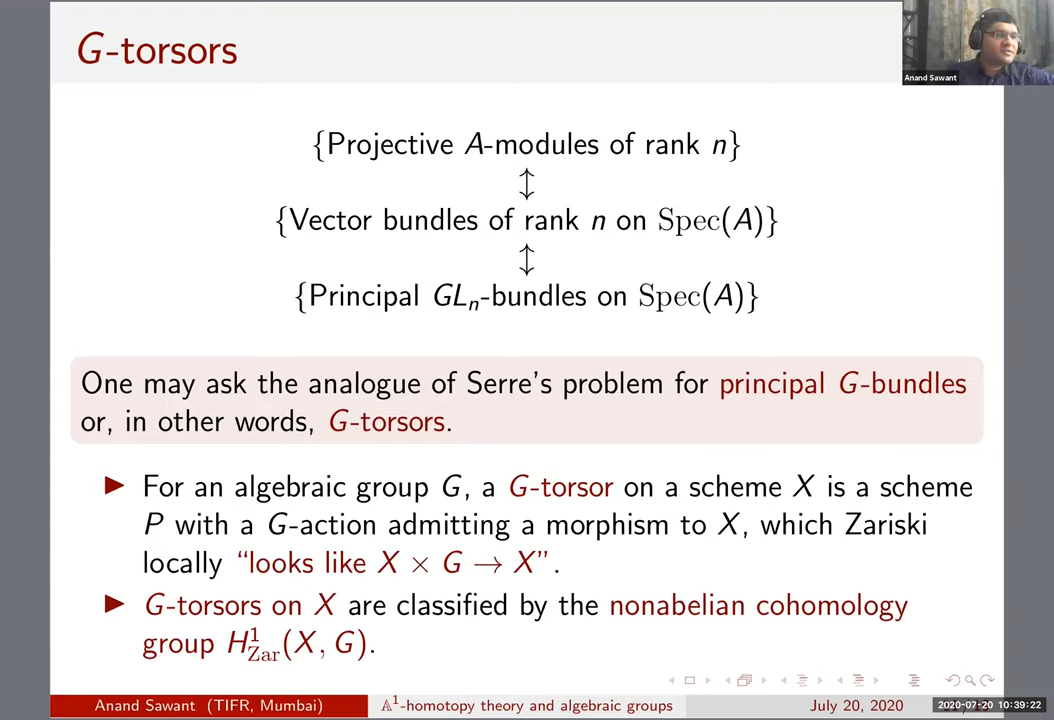 G-torsors
Anand Sawant
{Projective A-modules of rank n}
↕
{Vector bundles of rank n on Spec(A)}
↕
{Principal GLₙ-bundles on Spec(A)}
One may ask the analogue of Serre's problem for principal G-bundles
or, in other words, G-torsors.
▶ For an algebraic group G, a G-torsor on a scheme X is a scheme
P with a G-action admitting a morphism to X, which Zariski
locally “looks like X × G → X”.
▶ G-torsors on X are classified by the nonabelian cohomology
group H¹_Zar(X, G).
Anand Sawant (TIFR, Mumbai) 𝔸¹-homotopy theory and algebraic groups July 20, 2020
2020-07-20 10:39:22